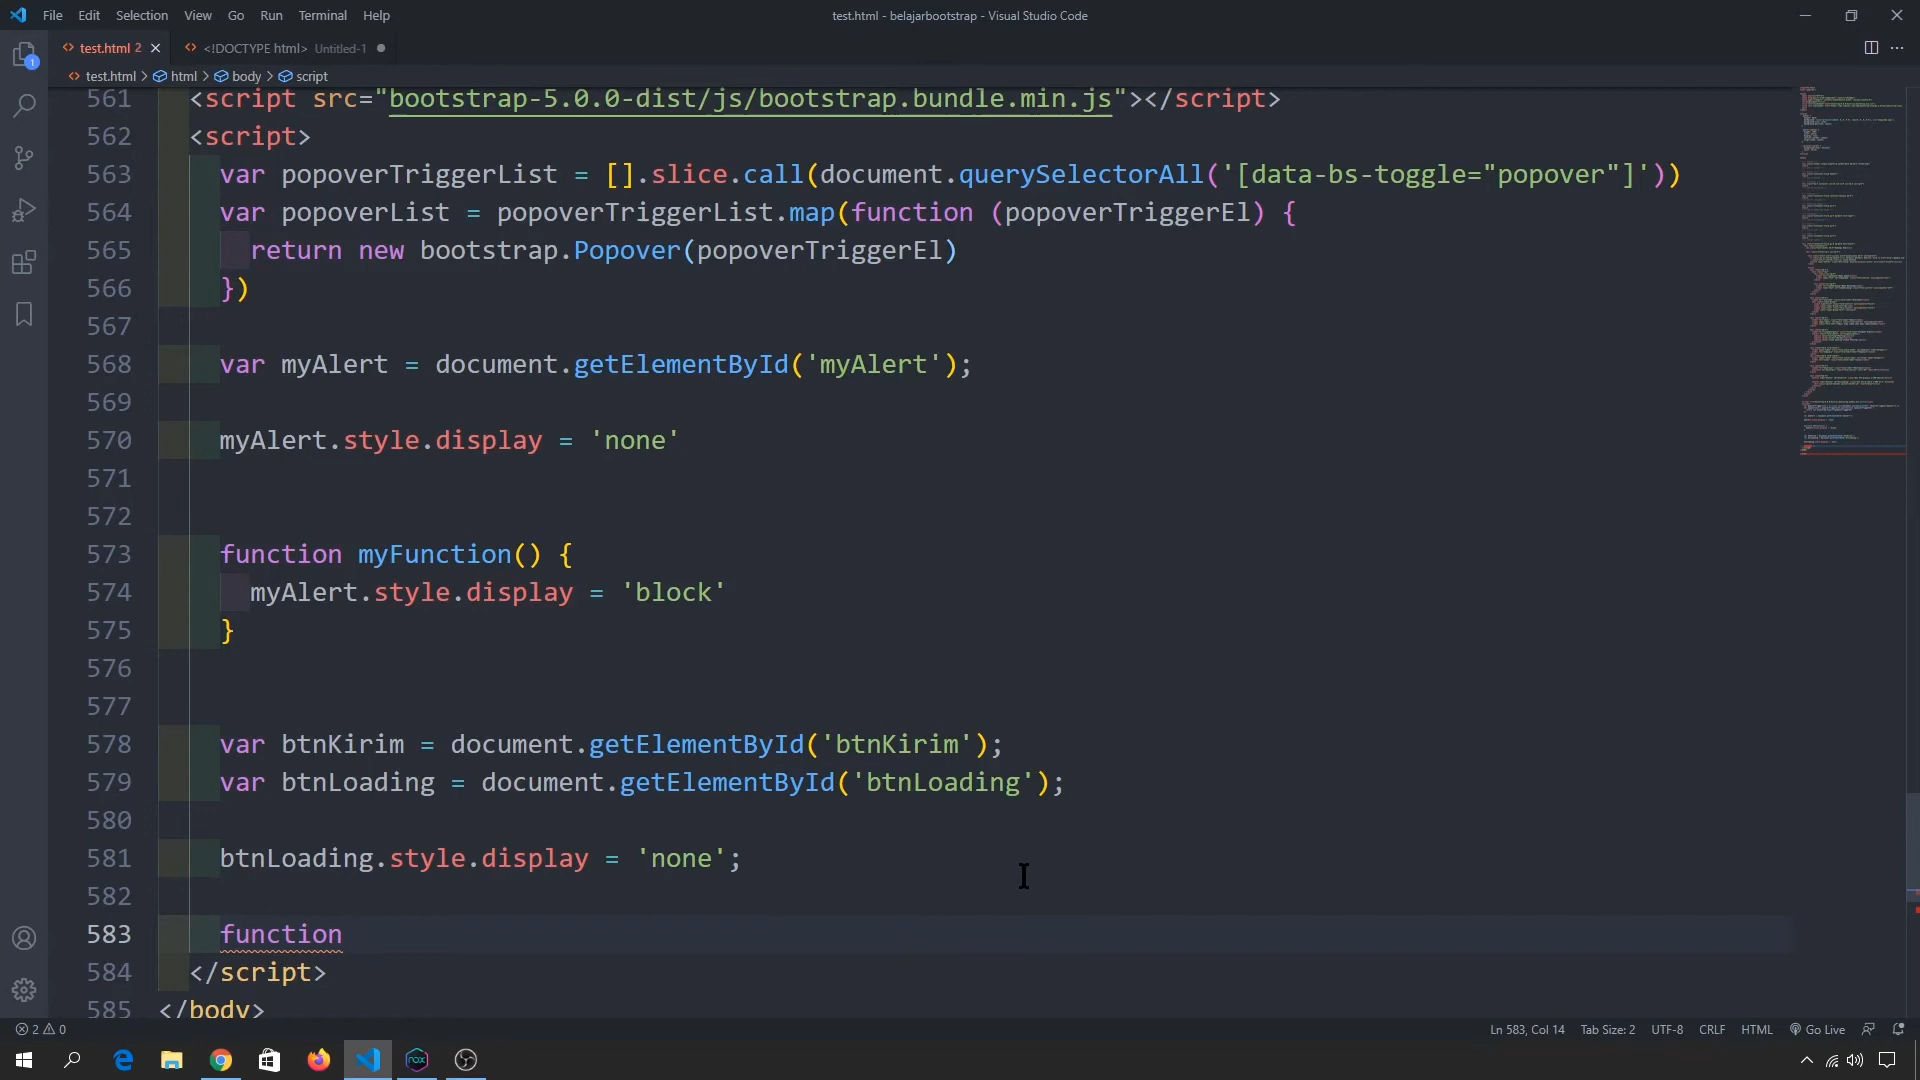 File Edit Selection View Go Run Terminal Help
test.html - belajarbootstrap - Visual Studio Code
test.html 2
<!DOCTYPE html> Untitled-1
1
test.html > html > body > script
561 <script src="bootstrap-5.0.0-dist/js/bootstrap.bundle.min.js"></script>
562 <script>
563 var popoverTriggerList = [].slice.call(document.querySelectorAll('[data-bs-toggle="popover"]'))
564 var popoverList = popoverTriggerList.map(function (popoverTriggerEl) {
565 return new bootstrap.Popover(popoverTriggerEl)
566 })
567
568 var myAlert = document.getElementById('myAlert');
569
570 myAlert.style.display = 'none'
571
572
573 function myFunction() {
574 myAlert.style.display = 'block'
575 }
576
577
578 var btnKirim = document.getElementById('btnKirim');
579 var btnLoading = document.getElementById('btnLoading');
580
581 btnLoading.style.display = 'none';
582
583 function
584 </script>
585 </body>
2 0
Ln 583, Col 14 Tab Size: 2 UTF-8 CRLF HTML Go Live
nox